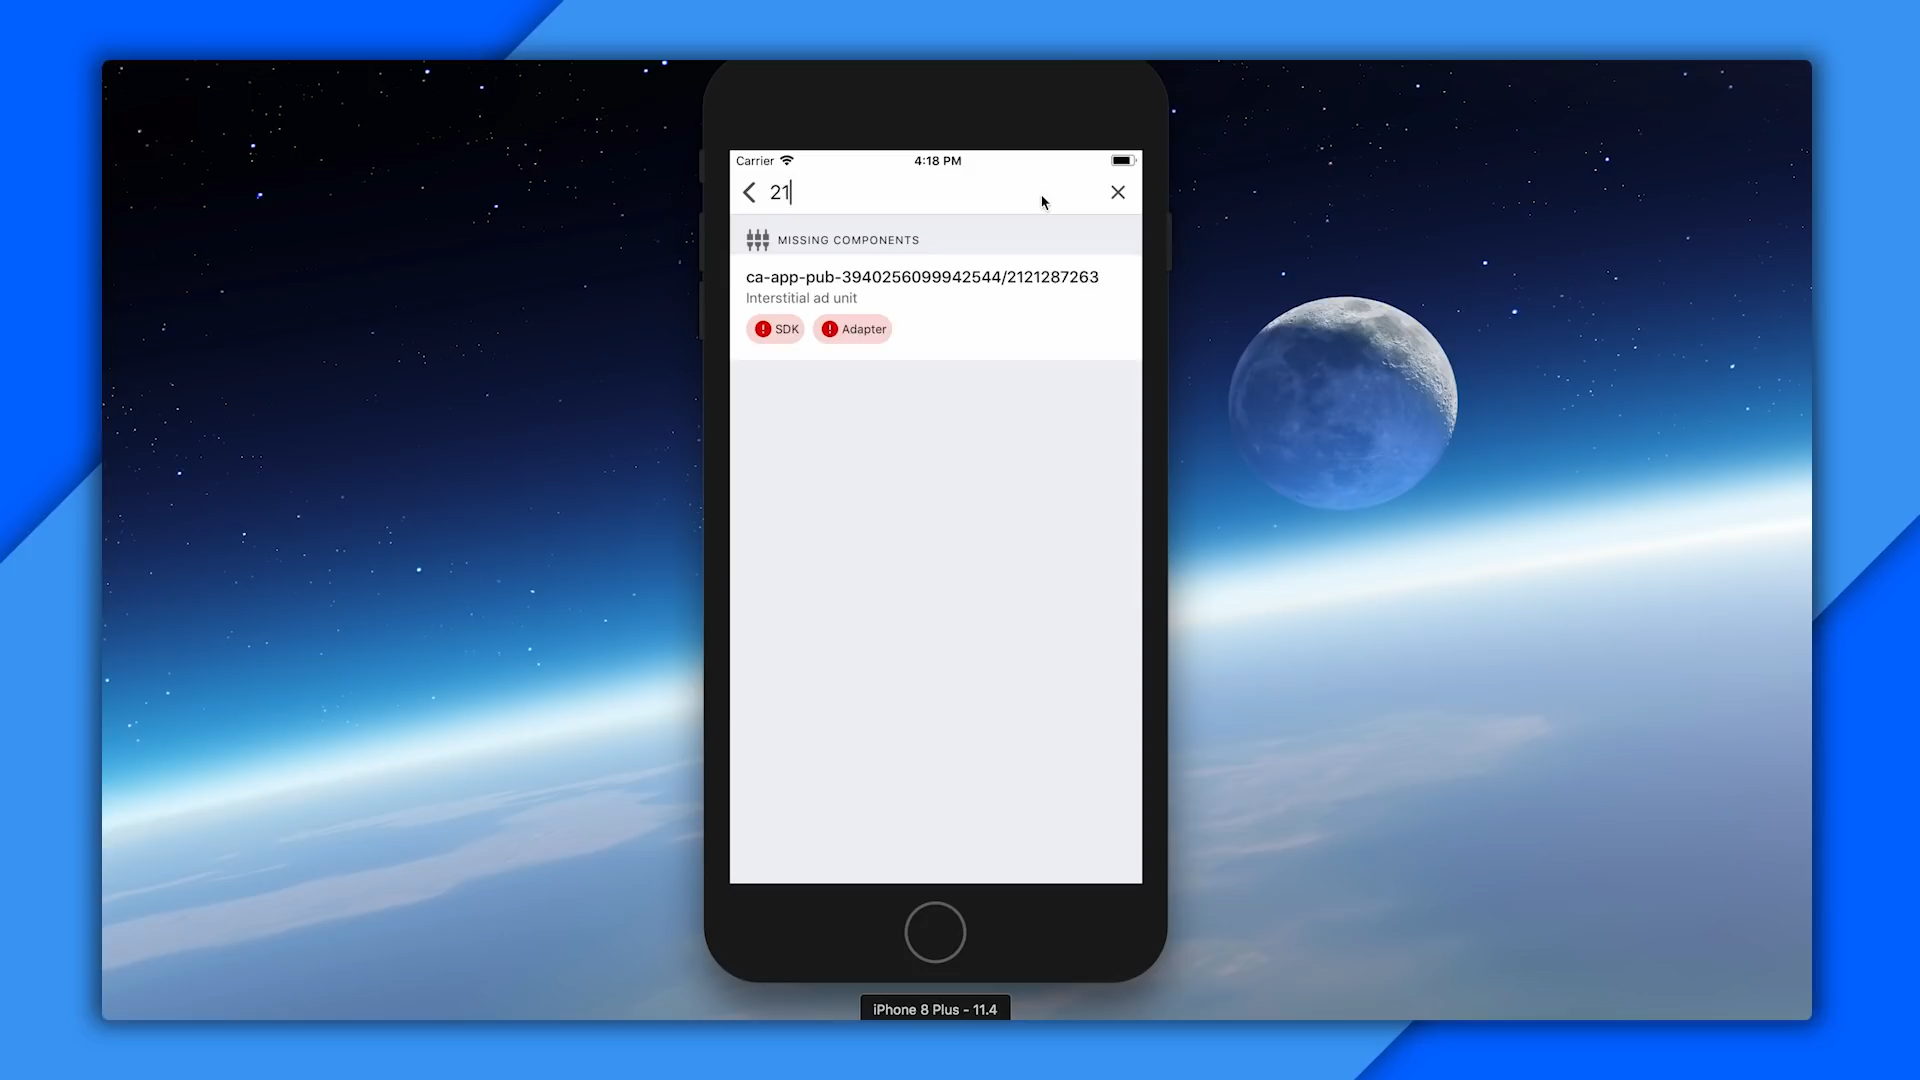 Carrier 4:18 PM
21
MISSING COMPONENTS
ca-app-pub-3940256099942544/2121287263
Interstitial ad unit
SDK Adapter
iPhone 8 Plus - 11.4